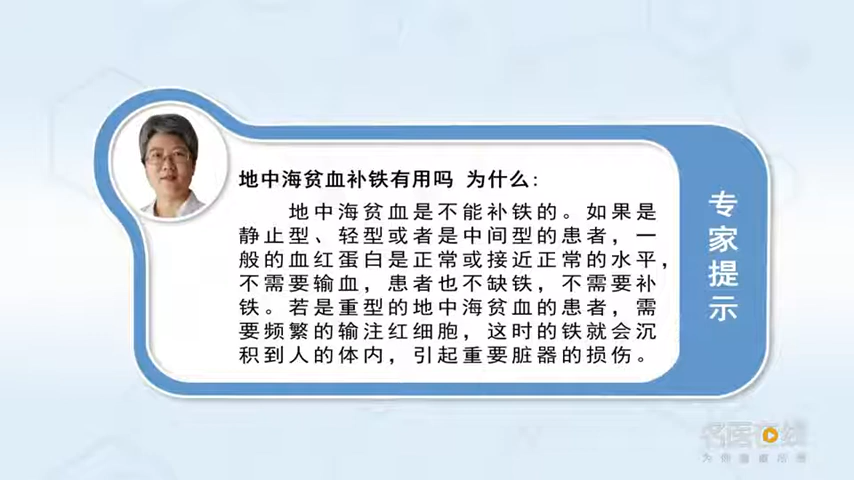 地中海贫血补铁有用吗 为什么:
地中海贫血是不能补铁的。如果是
静止型、轻型或者是中间型的患者，一
般的血红蛋白是正常或接近正常的水平，
不需要输血，患者也不缺铁，不需要补
铁。若是重型的地中海贫血的患者，需
要频繁的输注红细胞，这时的铁就会沉
积到人的体内，引起重要脏器的损伤。
专家提示
名医在线